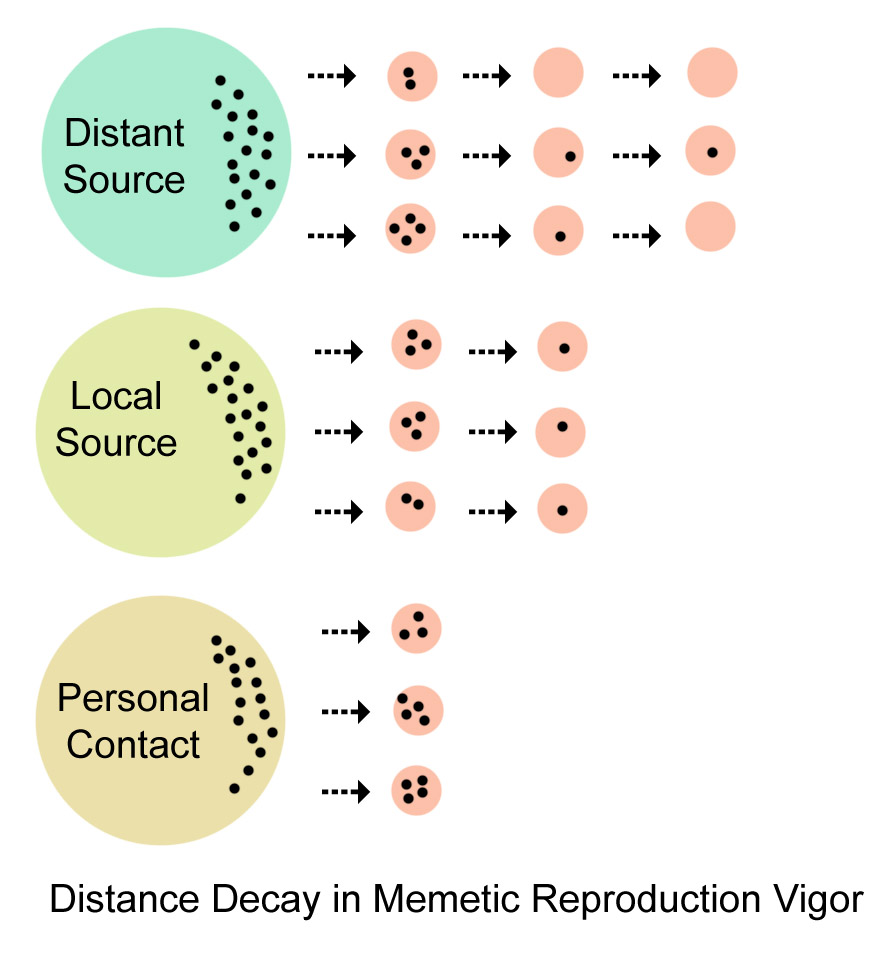 Distant
Source
Local
Source
Personal
Contact
Distance Decay in Memetic Reproduction Vigor